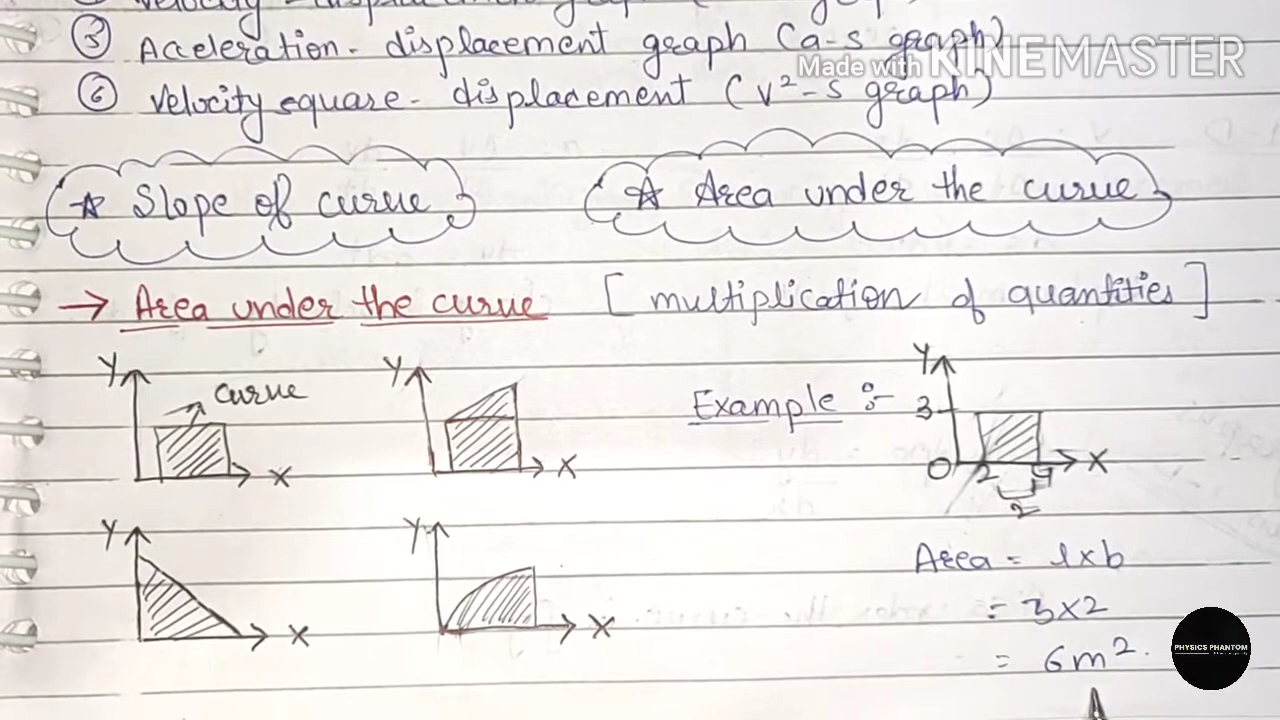 ③ Acceleration - displacement graph (a-s graph)
Made with KINEMASTER
⑥ Velocity square - displacement (v²-s graph)
☆ Slope of curve
☆ Area under the curve
→ Area under the curve [multiplication of quantities]
Y
curve
X
Y
X
Example :-
Y
3
O 2 4 X
2
Y
X
Y
X
Area = l×b
= 3×2
= 6m².
PHYSICS PHANTOM